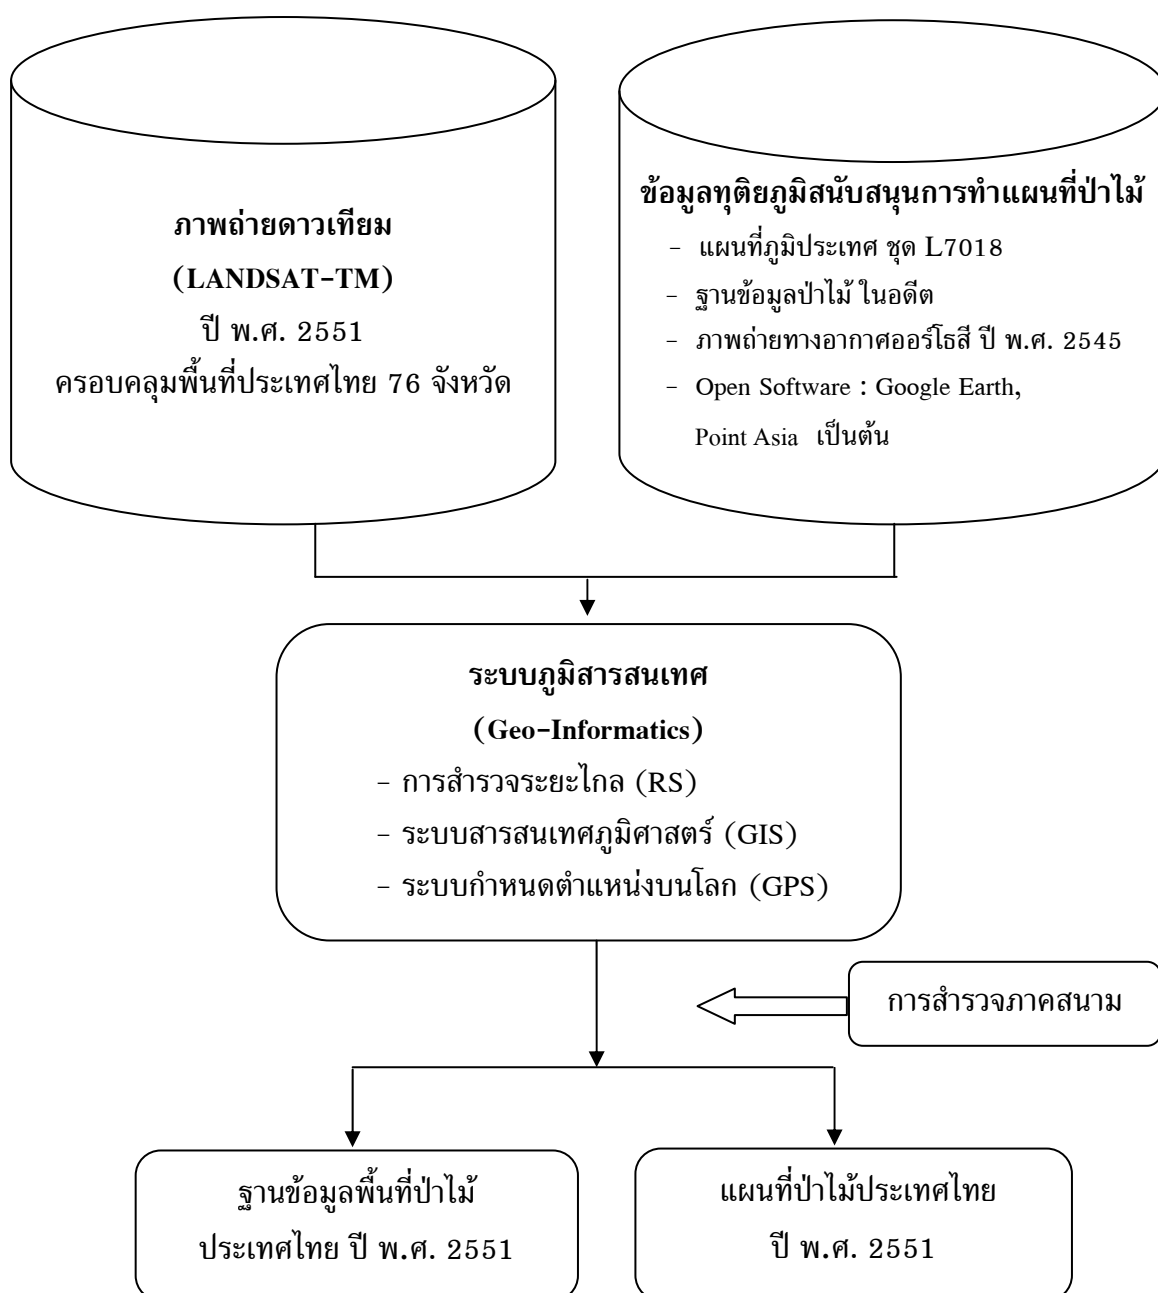 ภาพถ่ายดาวเทียม
(LANDSAT-TM)
ปี พ.ศ. 2551
ครอบคลุมพื้นที่ประเทศไทย 76 จังหวัด
ข้อมูลทุติยภูมิสนับสนุนการทำแผนที่ป่าไม้
- แผนที่ภูมิประเทศ ชุด L7018
- ฐานข้อมูลป่าไม้ ในอดีต
- ภาพถ่ายทางอากาศออร์โธสี ปี พ.ศ. 2545
- Open Software : Google Earth,
Point Asia เป็นต้น
ระบบภูมิสารสนเทศ
(Geo-Informatics)
- การสำรวจระยะไกล (RS)
- ระบบสารสนเทศภูมิศาสตร์ (GIS)
- ระบบกำหนดตำแหน่งบนโลก (GPS)
การสำรวจภาคสนาม
ฐานข้อมูลพื้นที่ป่าไม้
ประเทศไทย ปี พ.ศ. 2551
แผนที่ป่าไม้ประเทศไทย
ปี พ.ศ. 2551